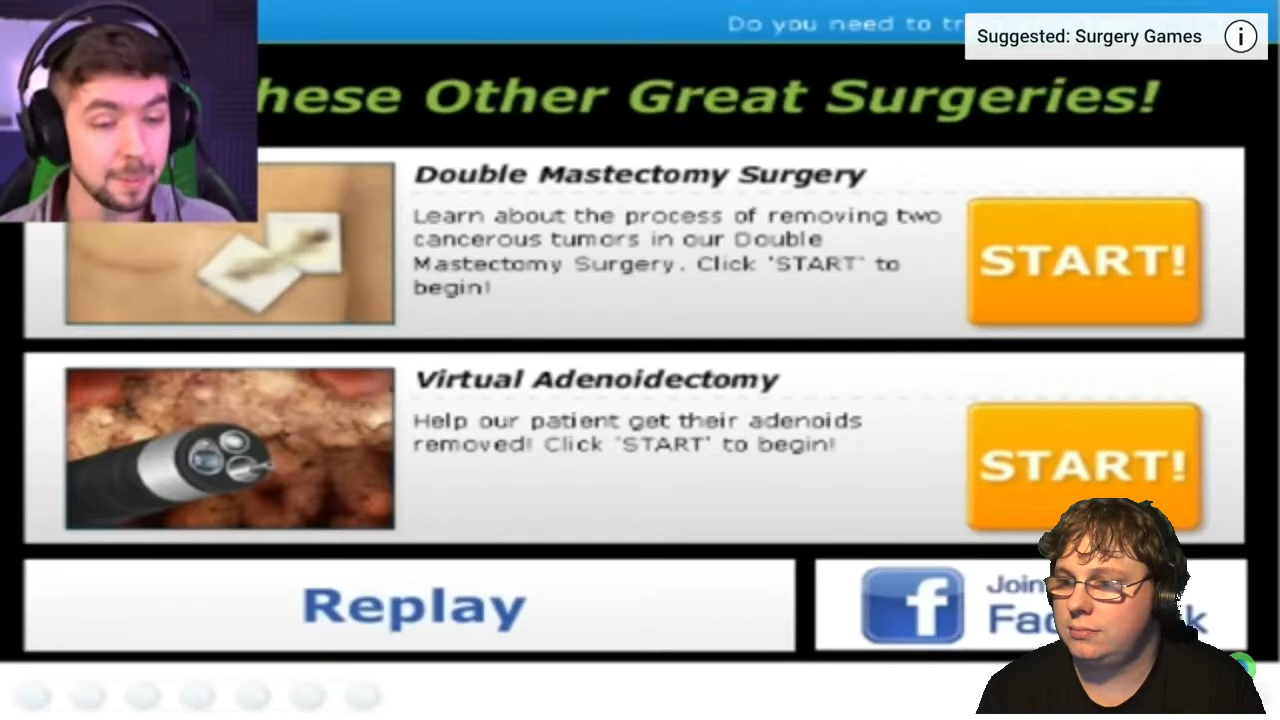 Do you need to
Suggested: Surgery Games
hese Other Great Surgeries!
Double Mastectomy Surgery
Learn about the process of removing two
cancerous tumors in our Double
Mastectomy Surgery. Click 'START' to
begin!
START!
Virtual Adenoidectomy
Help our patient get their adenoids
removed! Click 'START' to begin!
START!
Replay
Join
Fac k